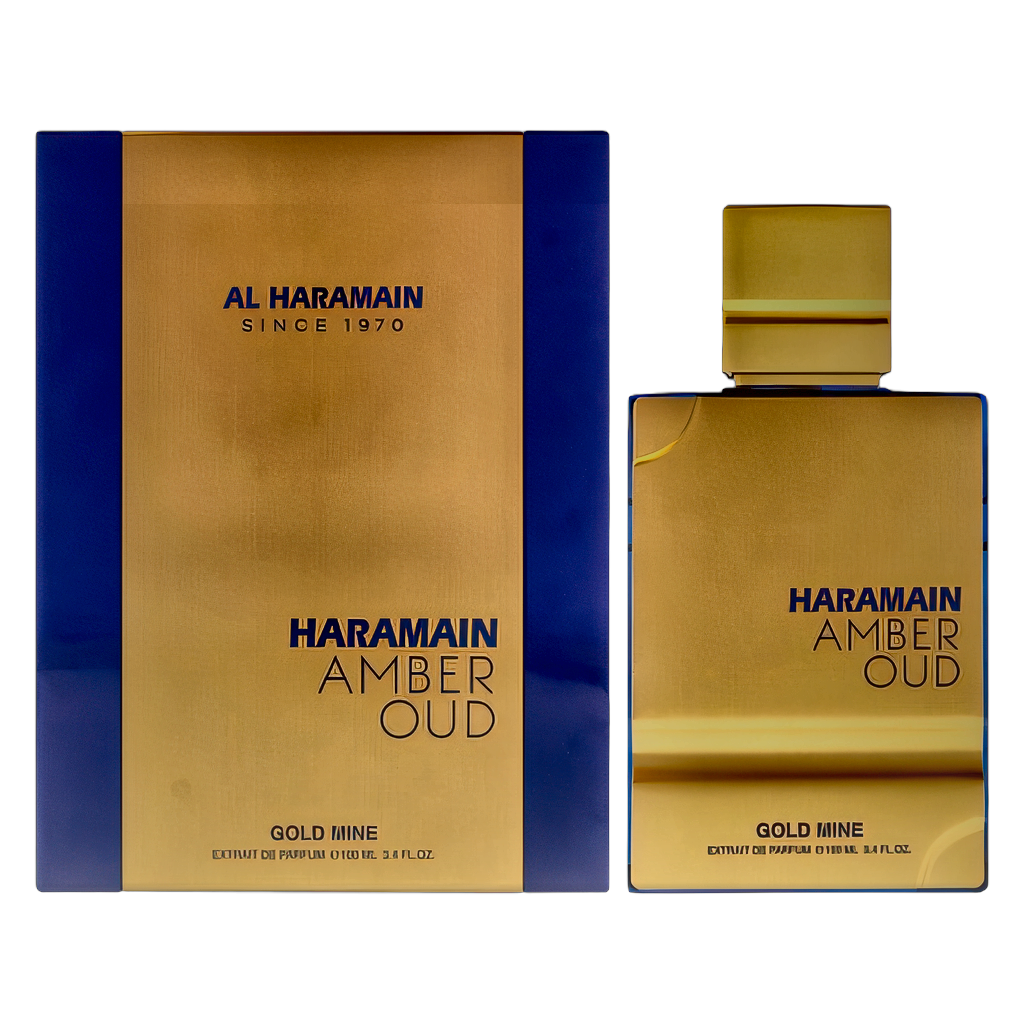 AL HARAMAIN
SINCE 1970
HARAMAIN
AMBER
OUD
GOLD MINE
HARAMAIN
AMBER
OUD
GOLD MINE